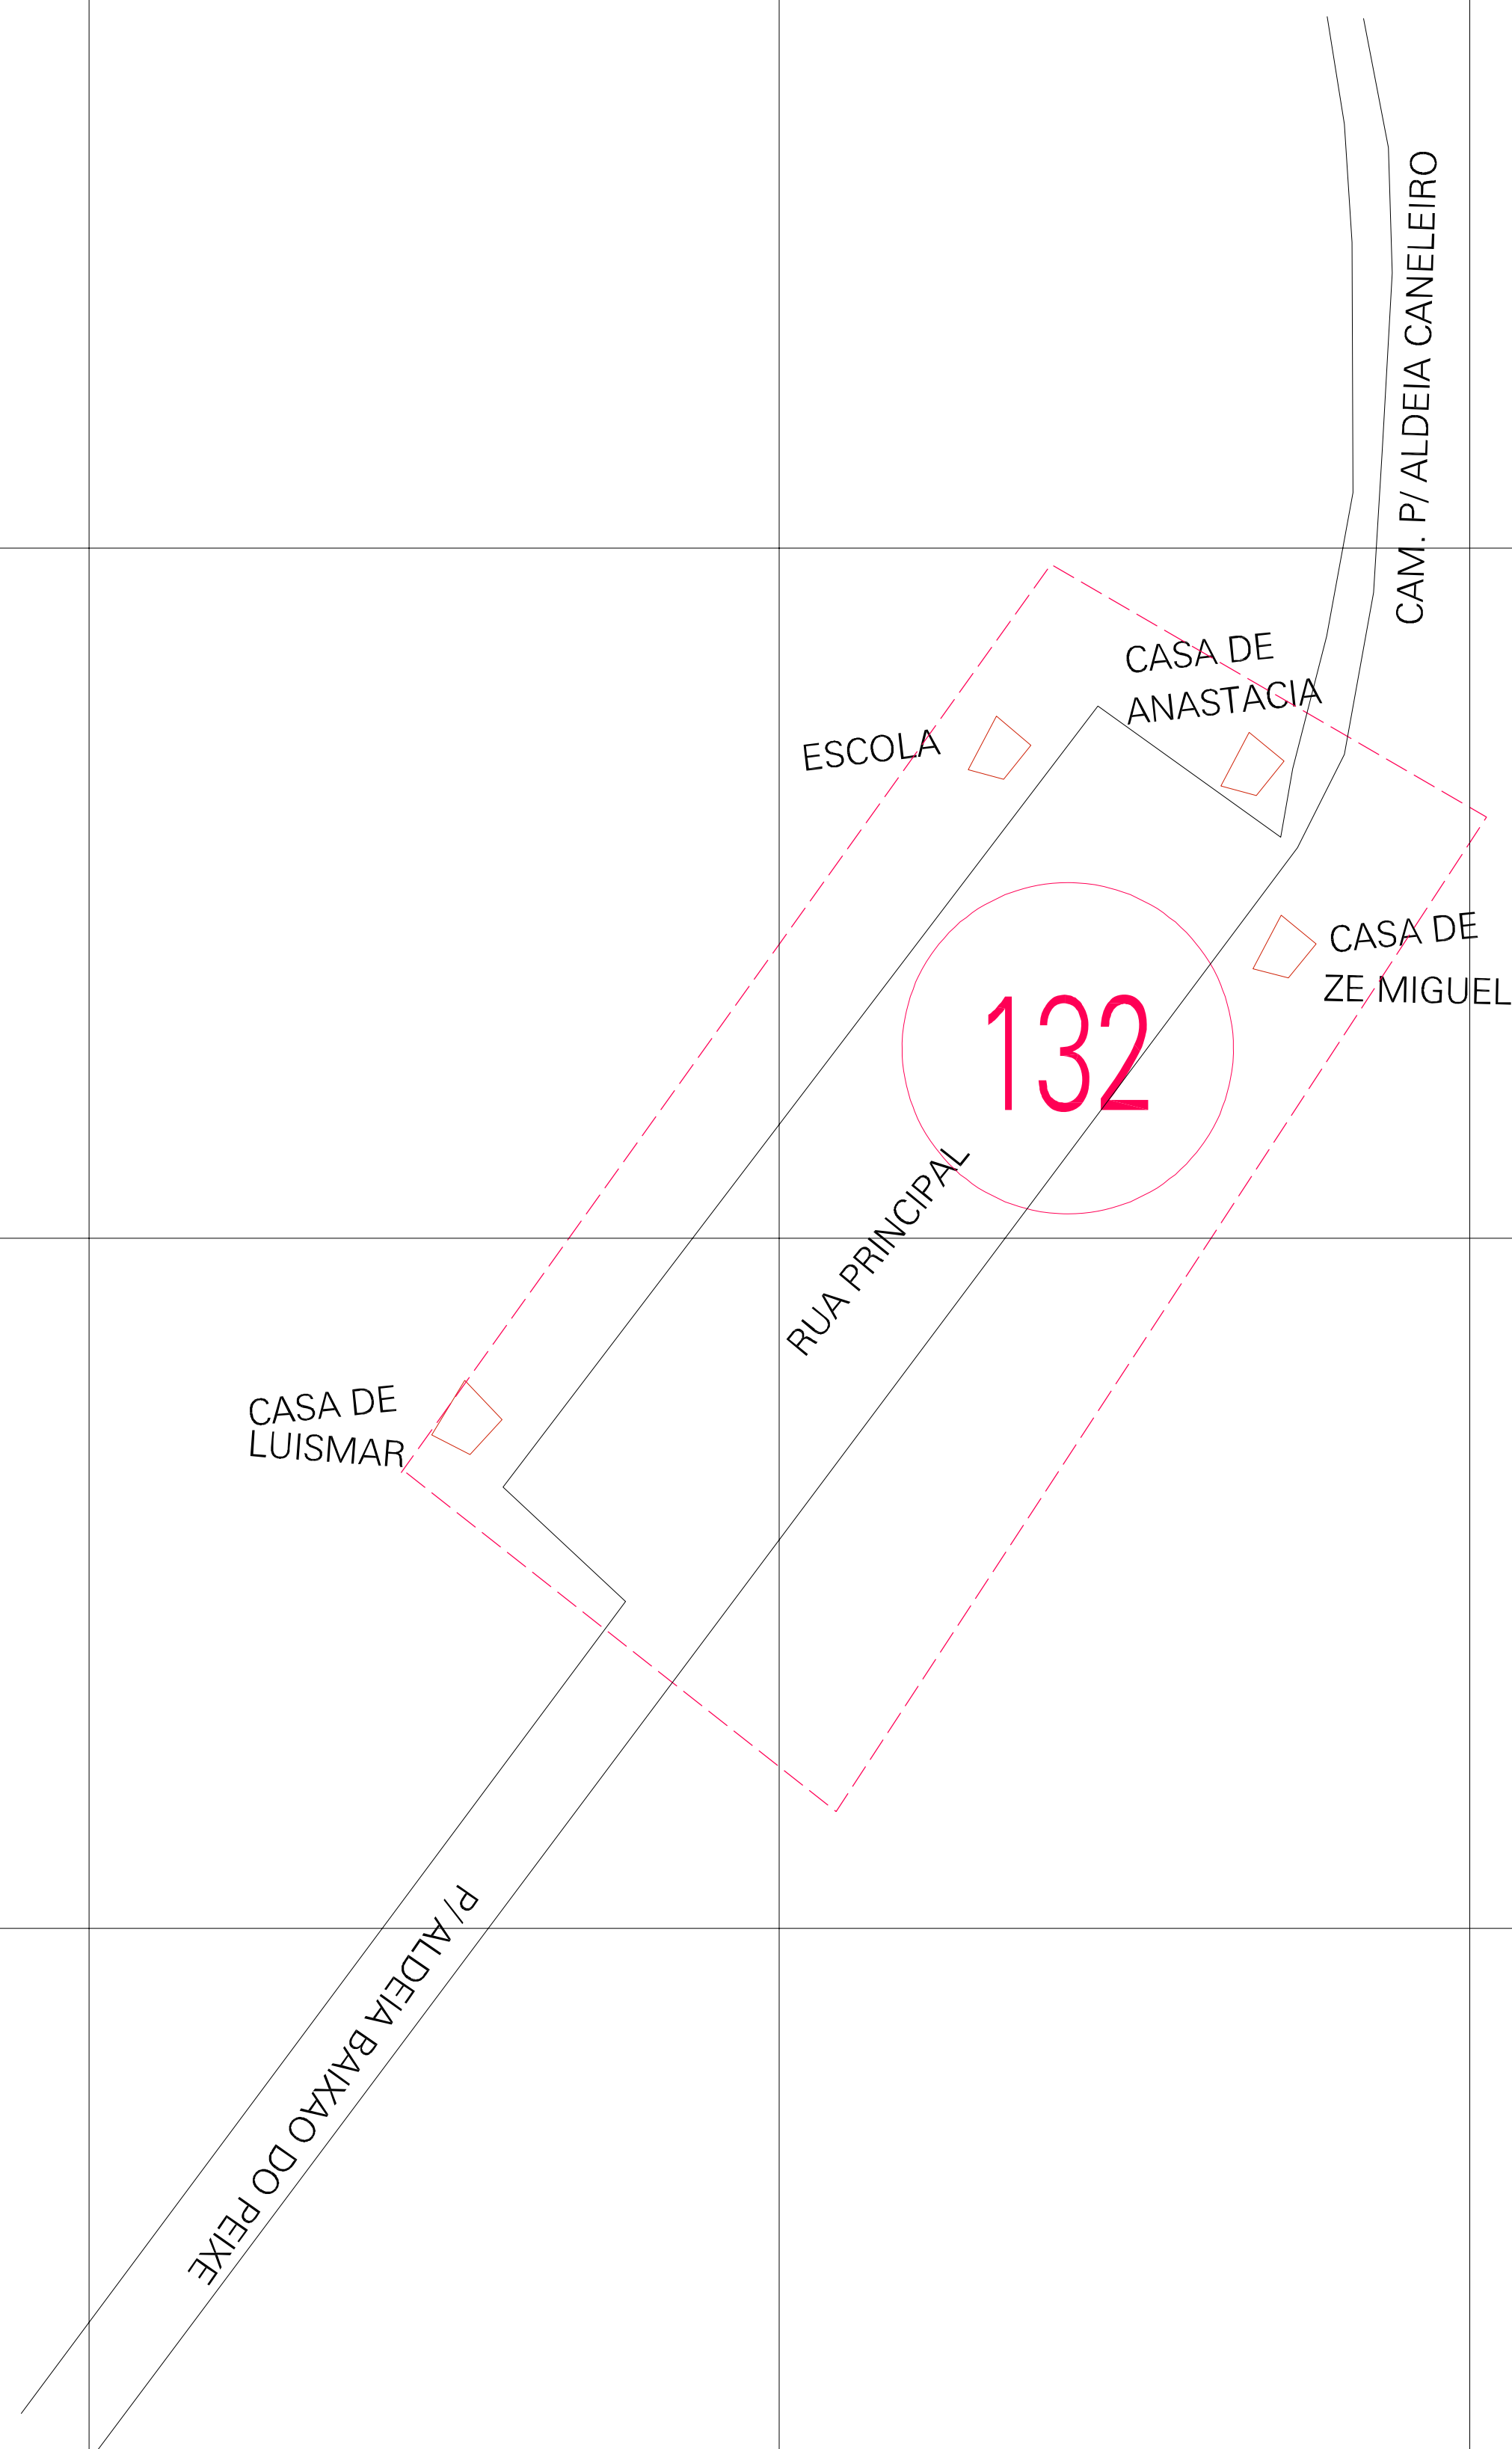 CAM. P/ ALDEIA CANELEIRO
CASA DE
ANASTACIA
ESCOLA
CASA DE
ZE MIGUEL
132
RUA PRINCIPAL
CASA DE
LUISMAR
P/ ALDEIA BAIXAO DO PEIXE